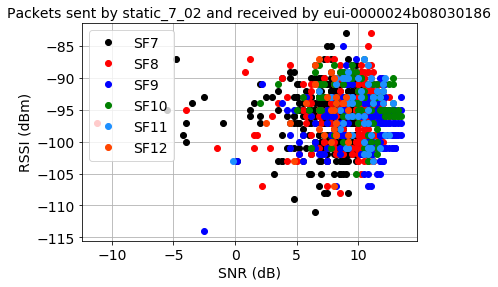 Packets sent by static_7_02 and received by eui-0000024b08030186
SF7
SF8
SF9
SF10
SF11
SF12
RSSI (dBm)
−85
−90
−95
−100
−105
−110
−115
−10
−5
0
5
10
SNR (dB)